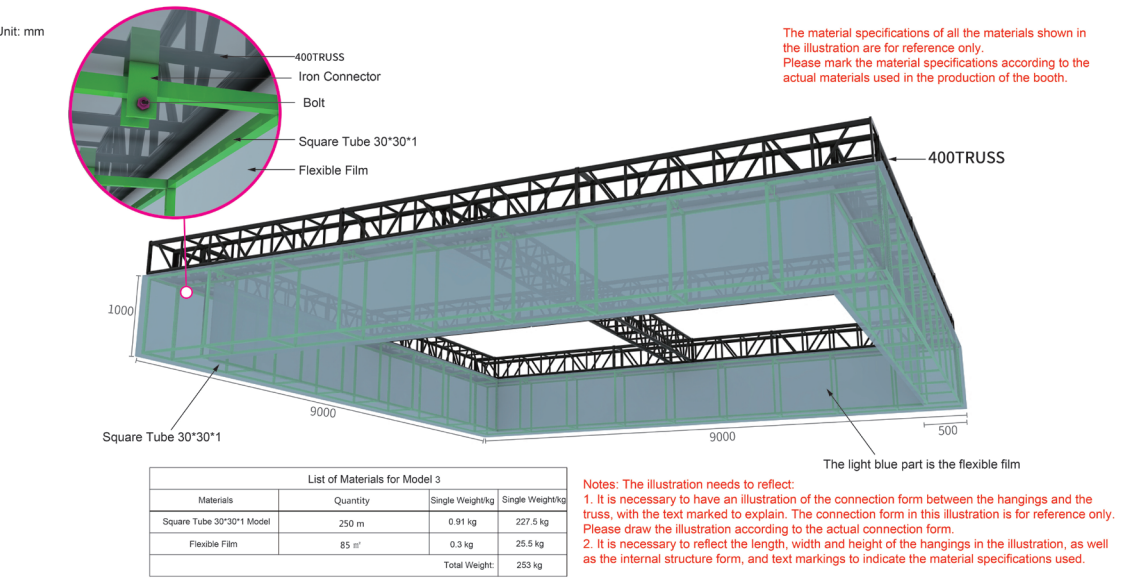 Unit: mm
400TRUSS
Iron Connector
Bolt
Square Tube 30*30*1
Flexible Film
The material specifications of all the materials shown in
the illustration are for reference only.
Please mark the material specifications according to the
actual materials used in the production of the booth.
400TRUSS
1000
9000
9000
500
Square Tube 30*30*1
The light blue part is the flexible film
List of Materials for Model 3
Materials Quantity Single Weight/kg Single Weight/kg
Square Tube 30*30*1 Model 250 m 0.91 kg 227.5 kg
Flexible Film 85 ㎡ 0.3 kg 25.5 kg
Total Weight: 253 kg
Notes: The illustration needs to reflect:
1. It is necessary to have an illustration of the connection form between the hangings and the
truss, with the text marked to explain. The connection form in this illustration is for reference only.
Please draw the illustration according to the actual connection form.
2. It is necessary to reflect the length, width and height of the hangings in the illustration, as well
as the internal structure form, and text markings to indicate the material specifications used.